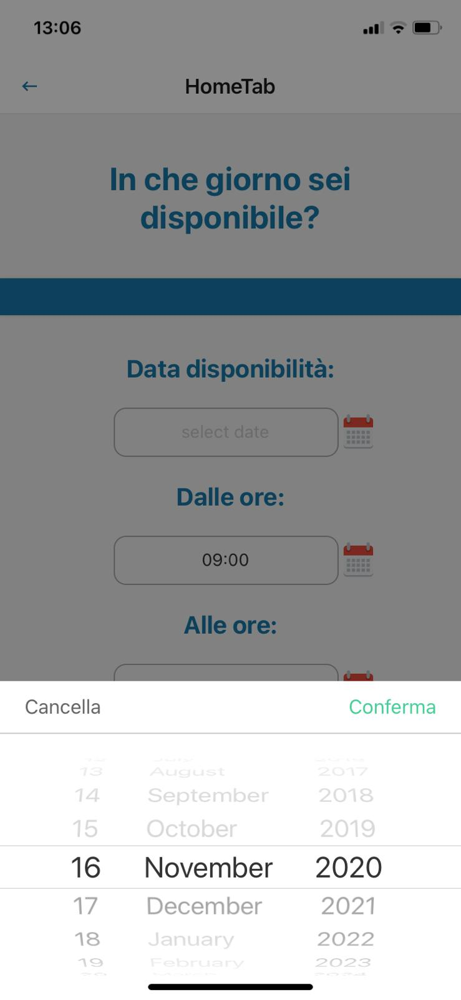 13:06
HomeTab
In che giorno sei
disponibile?
Data disponibilità:
select date
Dalle ore:
09:00
Alle ore:
Cancella
Conferma
13 August 2017
14 September 2018
15 October 2019
16 November 2020
17 December 2021
18 January 2022
19 February 2023